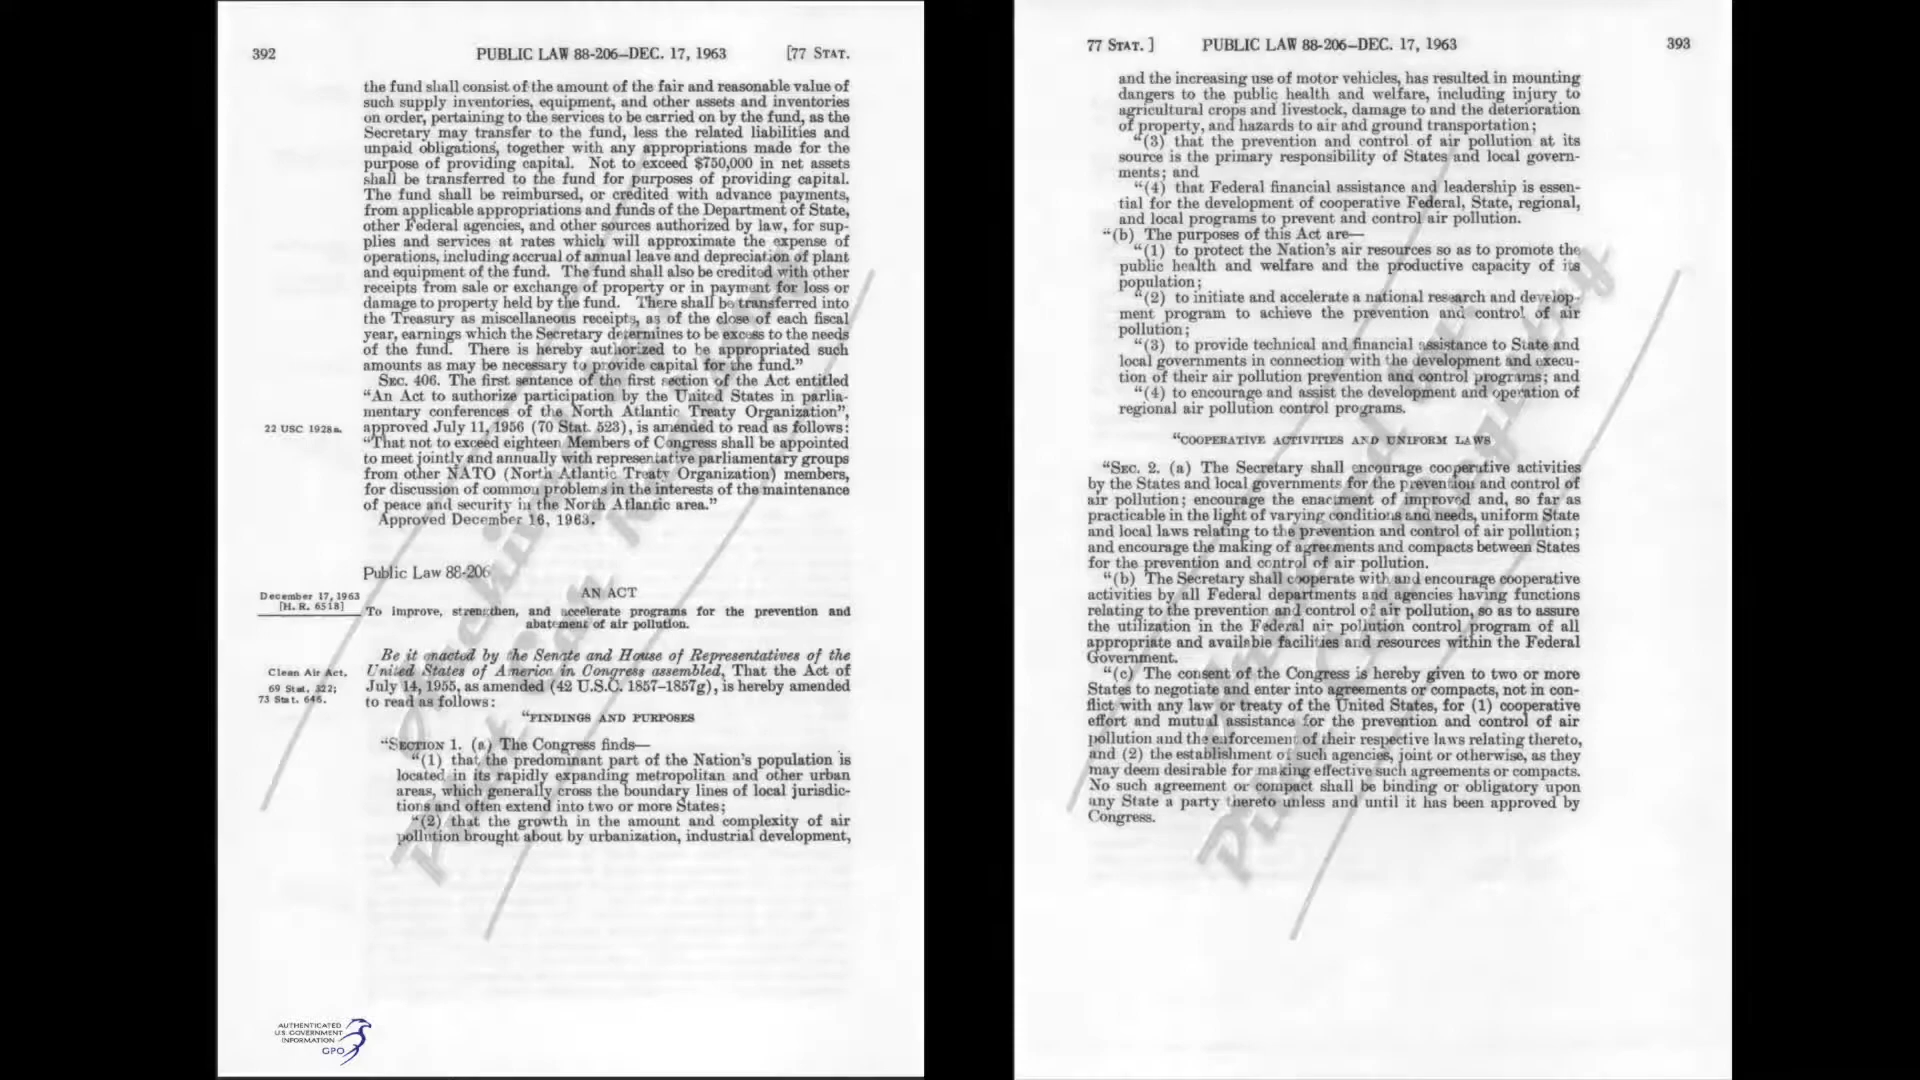 392 PUBLIC LAW 88-206–DEC. 17, 1963 [77 STAT.
the fund shall consist of the amount of the fair and reasonable value of
such supply inventories, equipment, and other assets and inventories
on order, pertaining to the services to be carried on by the fund, as the
Secretary may transfer to the fund, less the related liabilities and
unpaid obligations, together with any appropriations made for the
purpose of providing capital. Not to exceed $750,000 in net assets
shall be transferred to the fund for purposes of providing capital.
The fund shall be reimbursed, or credited with advance payments,
from applicable appropriations and funds of the Department of State,
other Federal agencies, and other sources authorized by law, for sup-
plies and services at rates which will approximate the expense of
operations, including accrual of annual leave and depreciation of plant
and equipment of the fund. The fund shall also be credited with other
receipts from sale or exchange of property or in payment for loss or
damage to property held by the fund. There shall be transferred into
the Treasury as miscellaneous receipts, as of the close of each fiscal
year, earnings which the Secretary determines to be excess to the needs
of the fund. There is hereby authorized to be appropriated such
amounts as may be necessary to provide capital for the fund.”
SEC. 406. The first sentence of the first section of the Act entitled
“An Act to authorize participation by the United States in parlia-
mentary conferences of the North Atlantic Treaty Organization”,
22 USC 1928a. approved July 11, 1956 (70 Stat. 523), is amended to read as follows:
“That not to exceed eighteen Members of Congress shall be appointed
to meet jointly and annually with representative parliamentary groups
from other NATO (North Atlantic Treaty Organization) members,
for discussion of common problems in the interests of the maintenance
of peace and security in the North Atlantic area.”
Approved December 16, 1963.
Public Law 88-206
December 17, 1963
[H. R. 6518]
AN ACT
To improve, strengthen, and accelerate programs for the prevention and
abatement of air pollution.
Be it enacted by the Senate and House of Representatives of the
Clean Air Act. United States of America in Congress assembled, That the Act of
69 Stat. 322; July 14, 1955, as amended (42 U.S.C. 1857–1857g), is hereby amended
73 Stat. 646. to read as follows:
“FINDINGS AND PURPOSES
“SECTION 1. (a) The Congress finds—
“(1) that the predominant part of the Nation’s population is
located in its rapidly expanding metropolitan and other urban
areas, which generally cross the boundary lines of local jurisdic-
tions and often extend into two or more States;
“(2) that the growth in the amount and complexity of air
pollution brought about by urbanization, industrial development,
AUTHENTICATED
U.S. GOVERNMENT
INFORMATION
GPO
77 STAT. ] PUBLIC LAW 88-206–DEC. 17, 1963 393
and the increasing use of motor vehicles, has resulted in mounting
dangers to the public health and welfare, including injury to
agricultural crops and livestock, damage to and the deterioration
of property, and hazards to air and ground transportation;
“(3) that the prevention and control of air pollution at its
source is the primary responsibility of States and local govern-
ments; and
“(4) that Federal financial assistance and leadership is essen-
tial for the development of cooperative Federal, State, regional,
and local programs to prevent and control air pollution.
“(b) The purposes of this Act are—
“(1) to protect the Nation’s air resources so as to promote the
public health and welfare and the productive capacity of its
population;
“(2) to initiate and accelerate a national research and develop-
ment program to achieve the prevention and control of air
pollution;
“(3) to provide technical and financial assistance to State and
local governments in connection with the development and execu-
tion of their air pollution prevention and control programs; and
“(4) to encourage and assist the development and operation of
regional air pollution control programs.
“COOPERATIVE ACTIVITIES AND UNIFORM LAWS
“SEC. 2. (a) The Secretary shall encourage cooperative activities
by the States and local governments for the prevention and control of
air pollution; encourage the enactment of improved and, so far as
practicable in the light of varying conditions and needs, uniform State
and local laws relating to the prevention and control of air pollution;
and encourage the making of agreements and compacts between States
for the prevention and control of air pollution.
“(b) The Secretary shall cooperate with and encourage cooperative
activities by all Federal departments and agencies having functions
relating to the prevention and control of air pollution, so as to assure
the utilization in the Federal air pollution control program of all
appropriate and available facilities and resources within the Federal
Government.
“(c) The consent of the Congress is hereby given to two or more
States to negotiate and enter into agreements or compacts, not in con-
flict with any law or treaty of the United States, for (1) cooperative
effort and mutual assistance for the prevention and control of air
pollution and the enforcement of their respective laws relating thereto,
and (2) the establishment of such agencies, joint or otherwise, as they
may deem desirable for making effective such agreements or compacts.
No such agreement or compact shall be binding or obligatory upon
any State a party thereto unless and until it has been approved by
Congress.